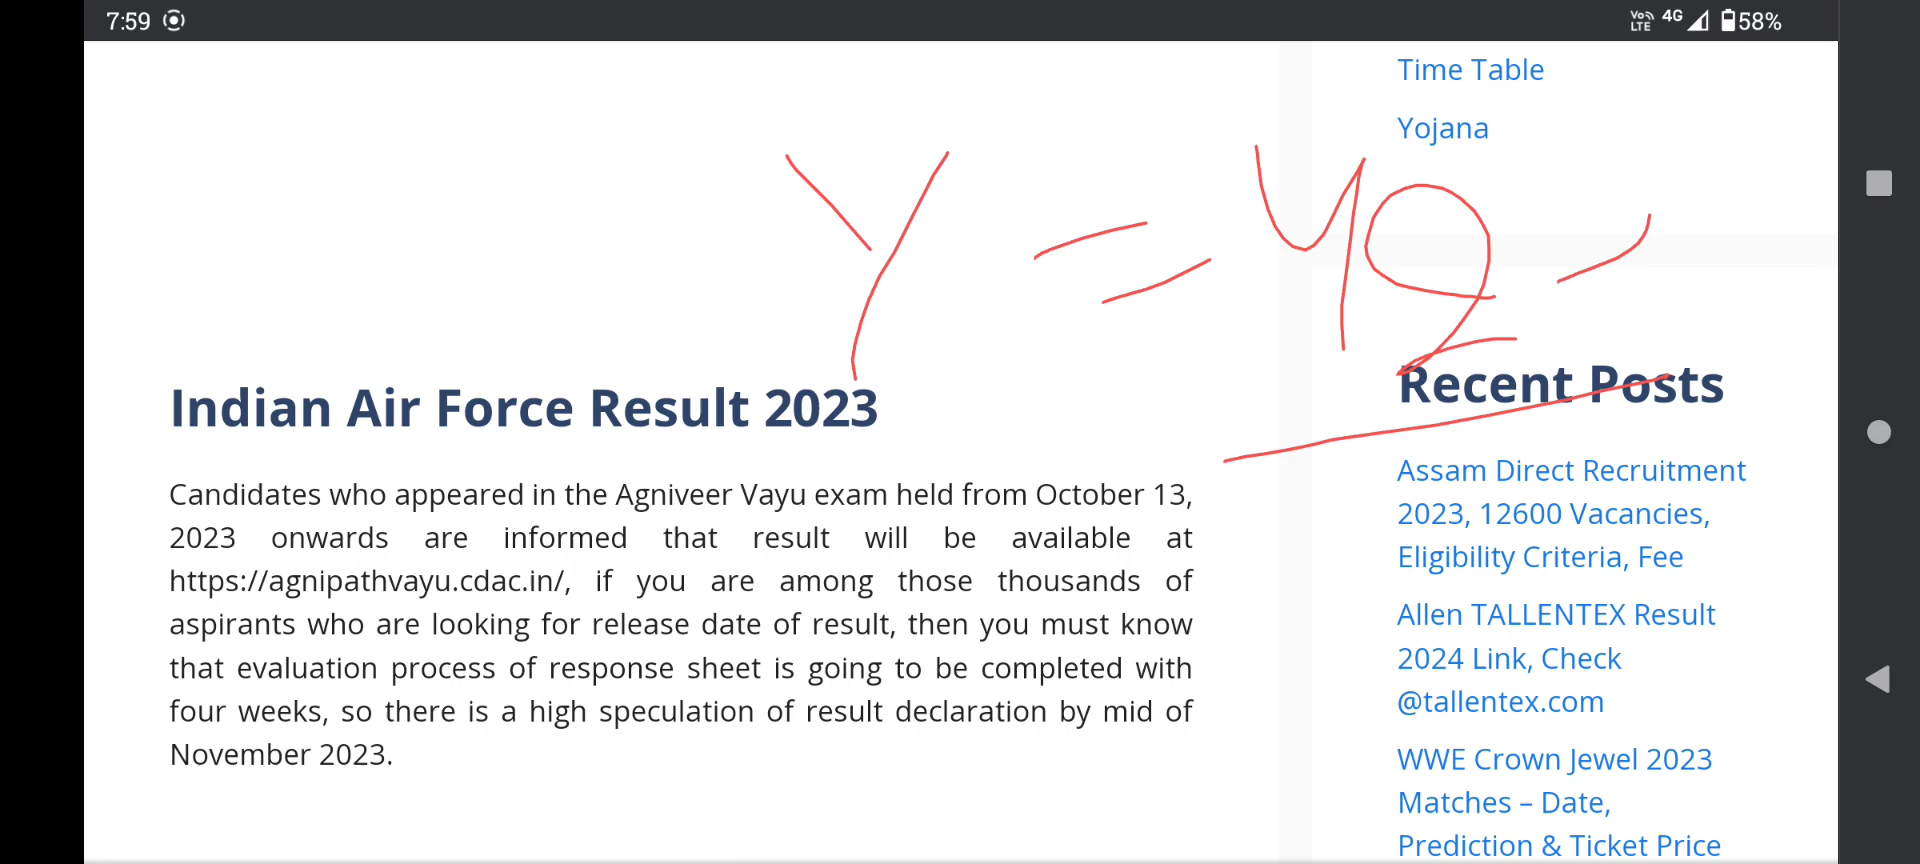 7:59 Vo LTE 4G 58%
Time Table
Yojana
Y = 42 -
Indian Air Force Result 2023
Candidates who appeared in the Agniveer Vayu exam held from October 13,
2023 onwards are informed that result will be available at
https://agnipathvayu.cdac.in/, if you are among those thousands of
aspirants who are looking for release date of result, then you must know
that evaluation process of response sheet is going to be completed with
four weeks, so there is a high speculation of result declaration by mid of
November 2023.
Recent Posts
Assam Direct Recruitment
2023, 12600 Vacancies,
Eligibility Criteria, Fee
Allen TALLENTEX Result
2024 Link, Check
@tallentex.com
WWE Crown Jewel 2023
Matches – Date,
Prediction & Ticket Price